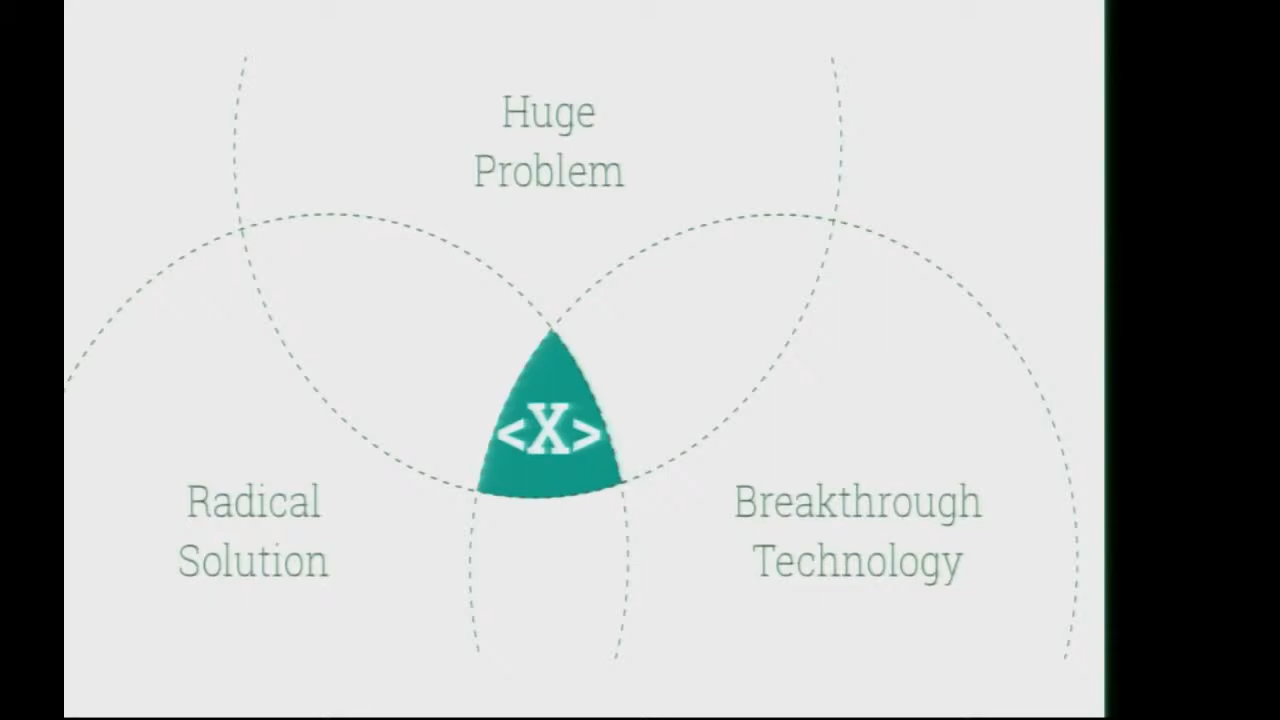 Huge
Problem
<X>
Radical
Solution
Breakthrough
Technology